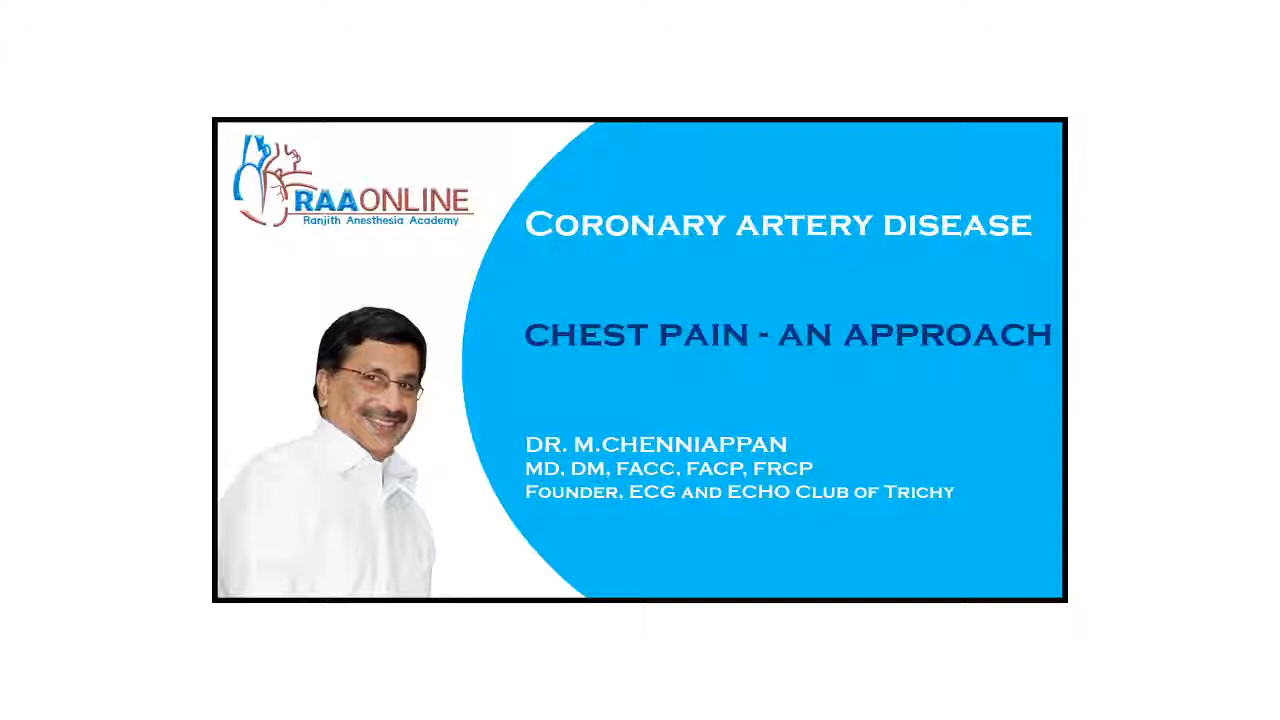 RAAONLINE
Ranjith Anesthesia Academy
CORONARY ARTERY DISEASE
CHEST PAIN - AN APPROACH
DR. M.CHENNIAPPAN
MD, DM, FACC, FACP, FRCP
FOUNDER, ECG AND ECHO CLUB OF TRICHY